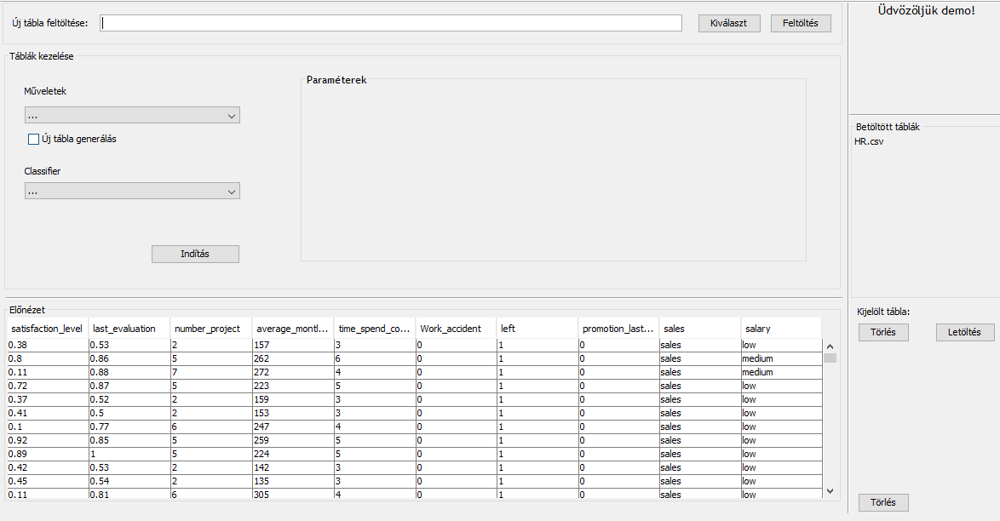 Új tábla feltöltése:
Kiválaszt
Feltöltés
Üdvözöljük demo!
Táblák kezelése
Műveletek
...
Új tábla generálás
Classifier
...
Indítás
Paraméterek
Betöltött táblák
HR.csv
Kijelölt tábla:
Törlés
Letöltés
Törlés
Előnézet
satisfaction_level last_evaluation number_project average_montl... time_spend_co... Work_accident left promotion_last... sales salary
0.38 0.53 2 157 3 0 1 0 sales low
0.8 0.86 5 262 6 0 1 0 sales medium
0.11 0.88 7 272 4 0 1 0 sales medium
0.72 0.87 5 223 5 0 1 0 sales low
0.37 0.52 2 159 3 0 1 0 sales low
0.41 0.5 2 153 3 0 1 0 sales low
0.1 0.77 6 247 4 0 1 0 sales low
0.92 0.85 5 259 5 0 1 0 sales low
0.89 1 5 224 5 0 1 0 sales low
0.42 0.53 2 142 3 0 1 0 sales low
0.45 0.54 2 135 3 0 1 0 sales low
0.11 0.81 6 305 4 0 1 0 sales low